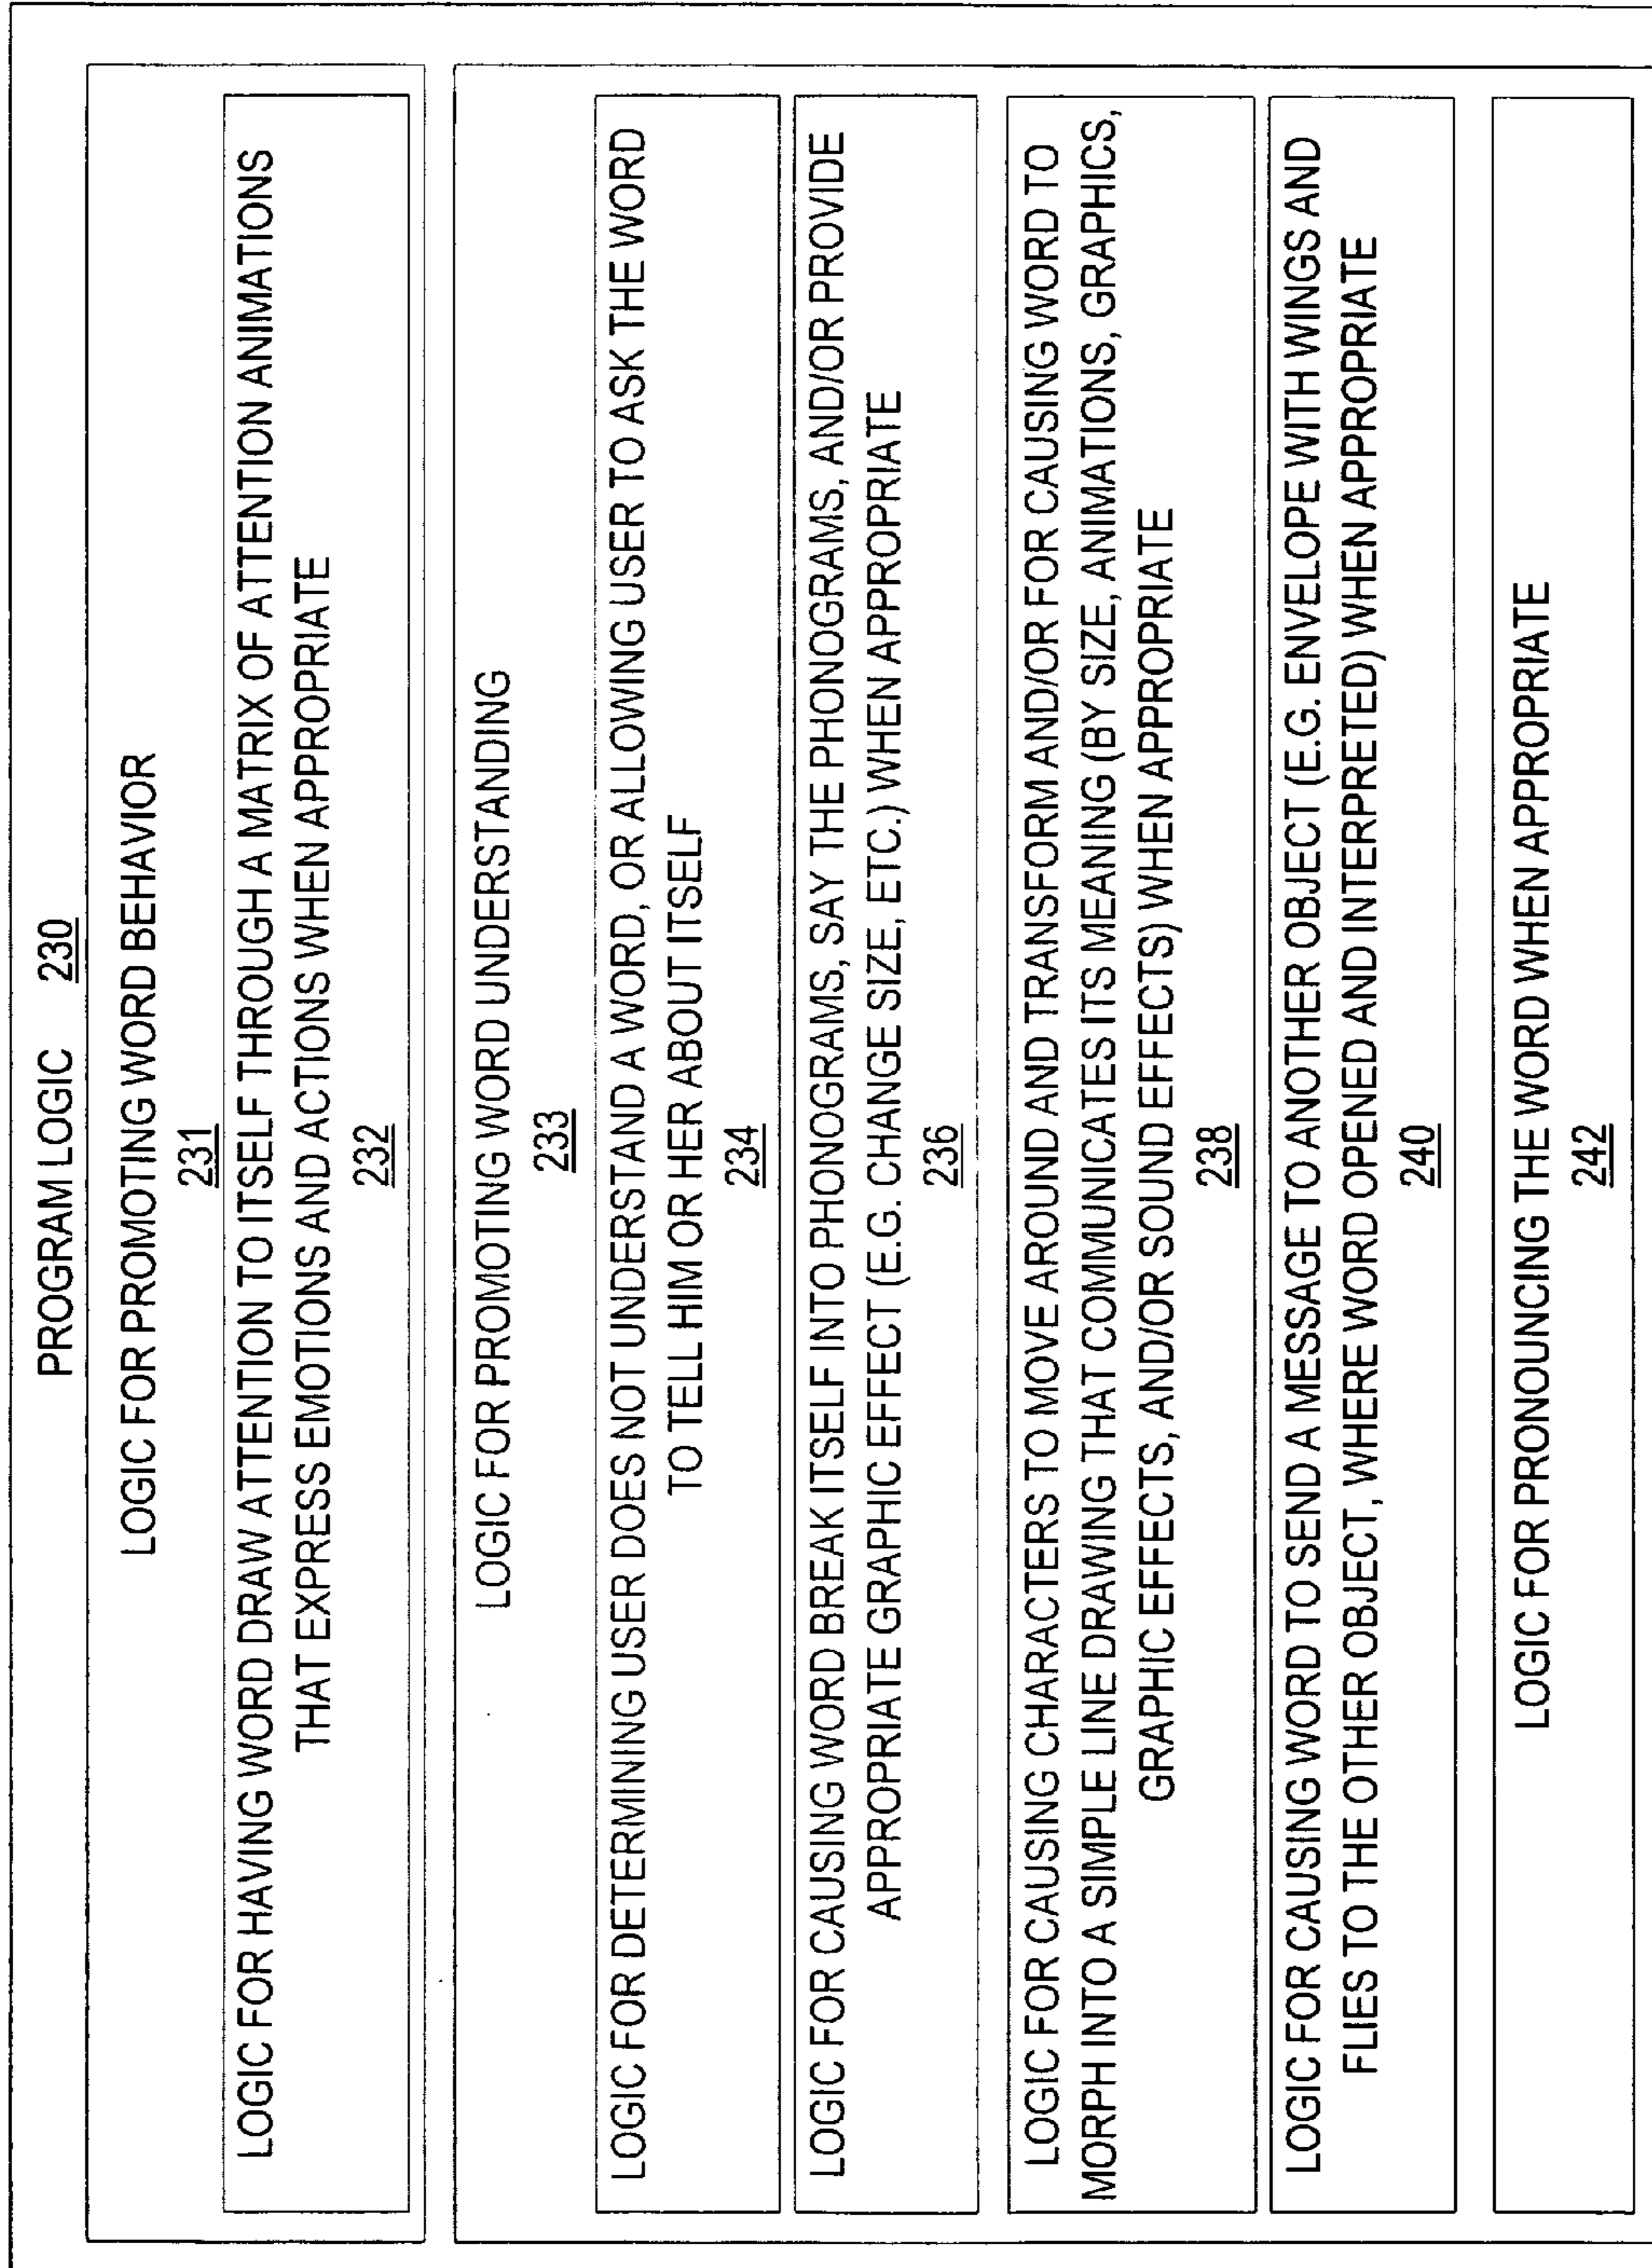 PROGRAM LOGIC 230
LOGIC FOR PROMOTING WORD BEHAVIOR
231
LOGIC FOR HAVING WORD DRAW ATTENTION TO ITSELF THROUGH A MATRIX OF ATTENTION ANIMATIONS
THAT EXPRESS EMOTIONS AND ACTIONS WHEN APPROPRIATE
232
LOGIC FOR PROMOTING WORD UNDERSTANDING
233
LOGIC FOR DETERMINING USER DOES NOT UNDERSTAND A WORD, OR ALLOWING USER TO ASK THE WORD
TO TELL HIM OR HER ABOUT ITSELF
234
LOGIC FOR CAUSING WORD BREAK ITSELF INTO PHONOGRAMS, SAY THE PHONOGRAMS, AND/OR PROVIDE
APPROPRIATE GRAPHIC EFFECT (E.G. CHANGE SIZE, ETC.) WHEN APPROPRIATE
236
LOGIC FOR CAUSING CHARACTERS TO MOVE AROUND AND TRANSFORM AND/OR FOR CAUSING WORD TO
MORPH INTO A SIMPLE LINE DRAWING THAT COMMUNICATES ITS MEANING (BY SIZE, ANIMATIONS, GRAPHICS,
GRAPHIC EFFECTS, AND/OR SOUND EFFECTS) WHEN APPROPRIATE
238
LOGIC FOR CAUSING WORD TO SEND A MESSAGE TO ANOTHER OBJECT (E.G. ENVELOPE WITH WINGS AND
FLIES TO THE OTHER OBJECT, WHERE WORD OPENED AND INTERPRETED) WHEN APPROPRIATE
240
LOGIC FOR PRONOUNCING THE WORD WHEN APPROPRIATE
242